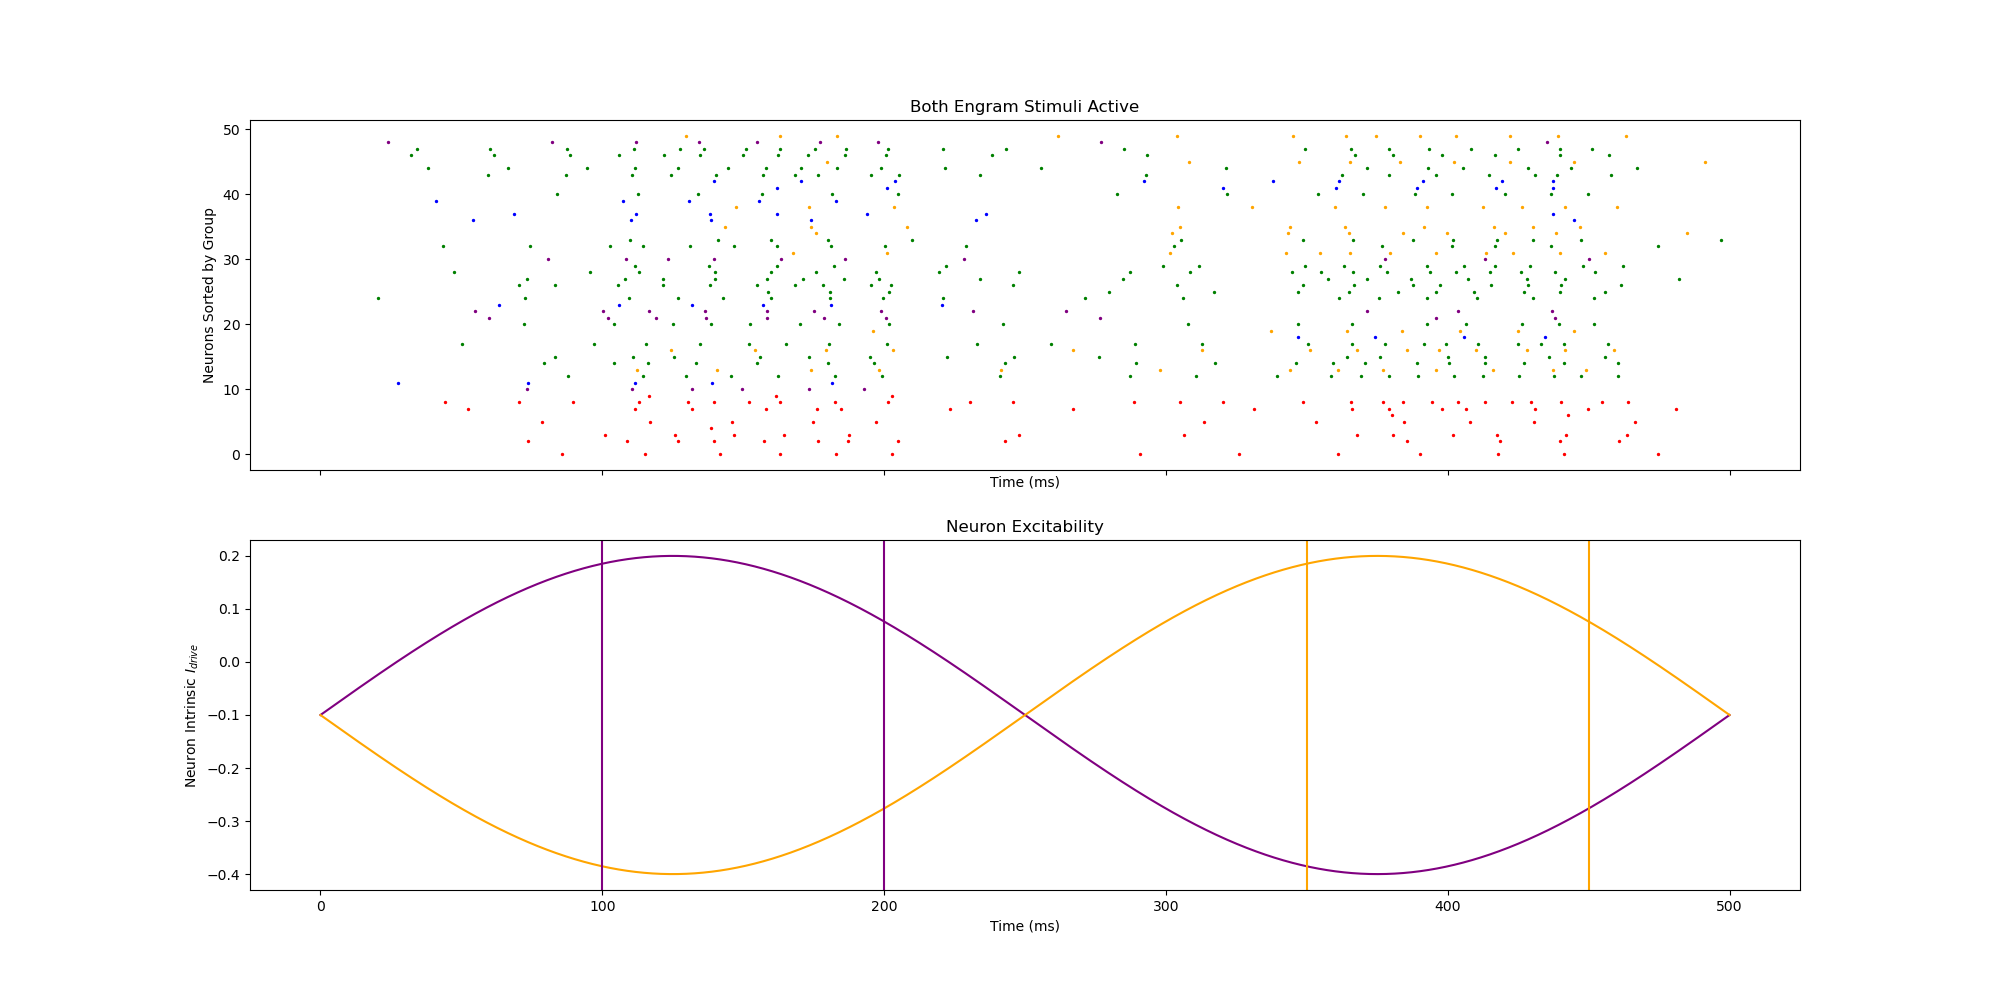 Both Engram Stimuli Active
50
40
30
20
10
0
Neurons Sorted by Group
Time (ms)
Neuron Excitability
0.2
0.1
0.0
−0.1
−0.2
−0.3
−0.4
Neuron Intrinsic I_drive
0 100 200 300 400 500
Time (ms)